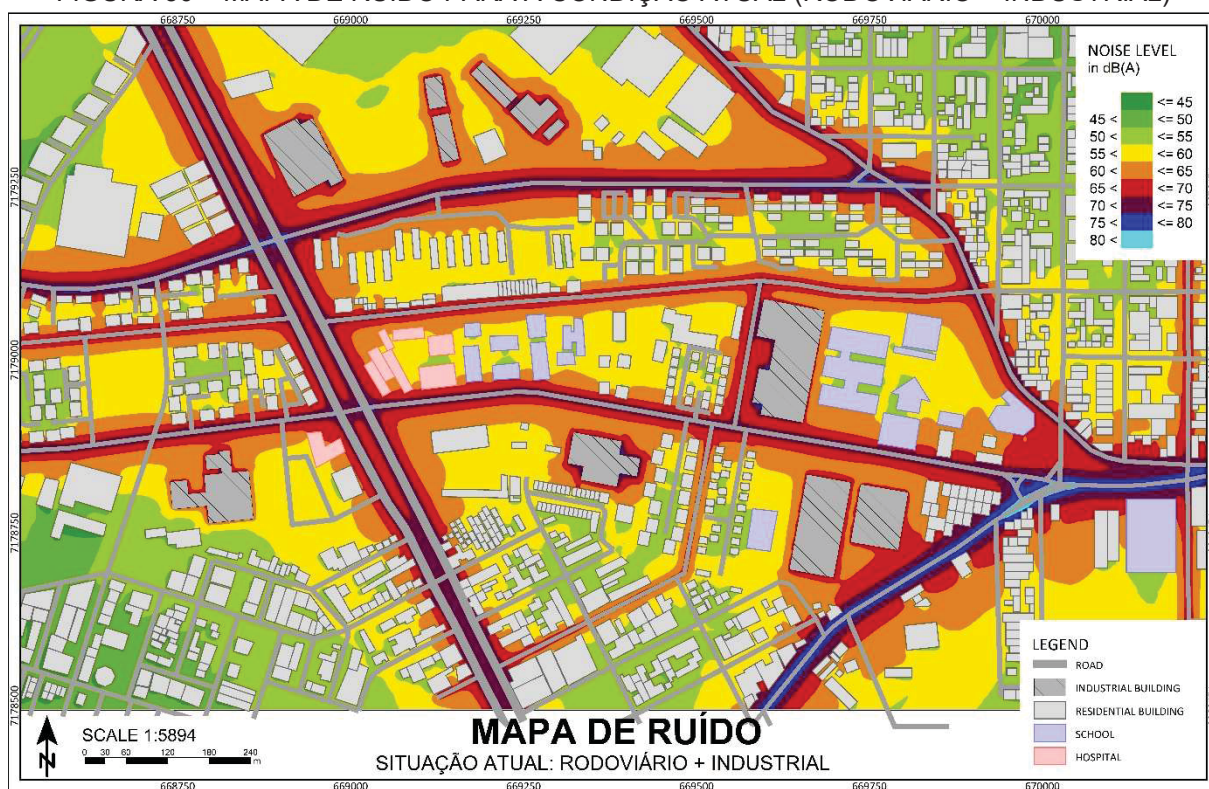 668750 669000 669250 669500 669750 670000
NOISE LEVEL
in dB(A)
<= 45
45 < <= 50
50 < <= 55
55 < <= 60
60 < <= 65
65 < <= 70
70 < <= 75
75 < <= 80
80 <
7179250
7179000
7178750
7178500
LEGEND
ROAD
INDUSTRIAL BUILDING
RESIDENTIAL BUILDING
SCHOOL
HOSPITAL
N
SCALE 1:5894
0 30 60 120 180 240
m
MAPA DE RUÍDO
SITUAÇÃO ATUAL: RODOVIÁRIO + INDUSTRIAL
668750 669000 669250 669500 669750 670000